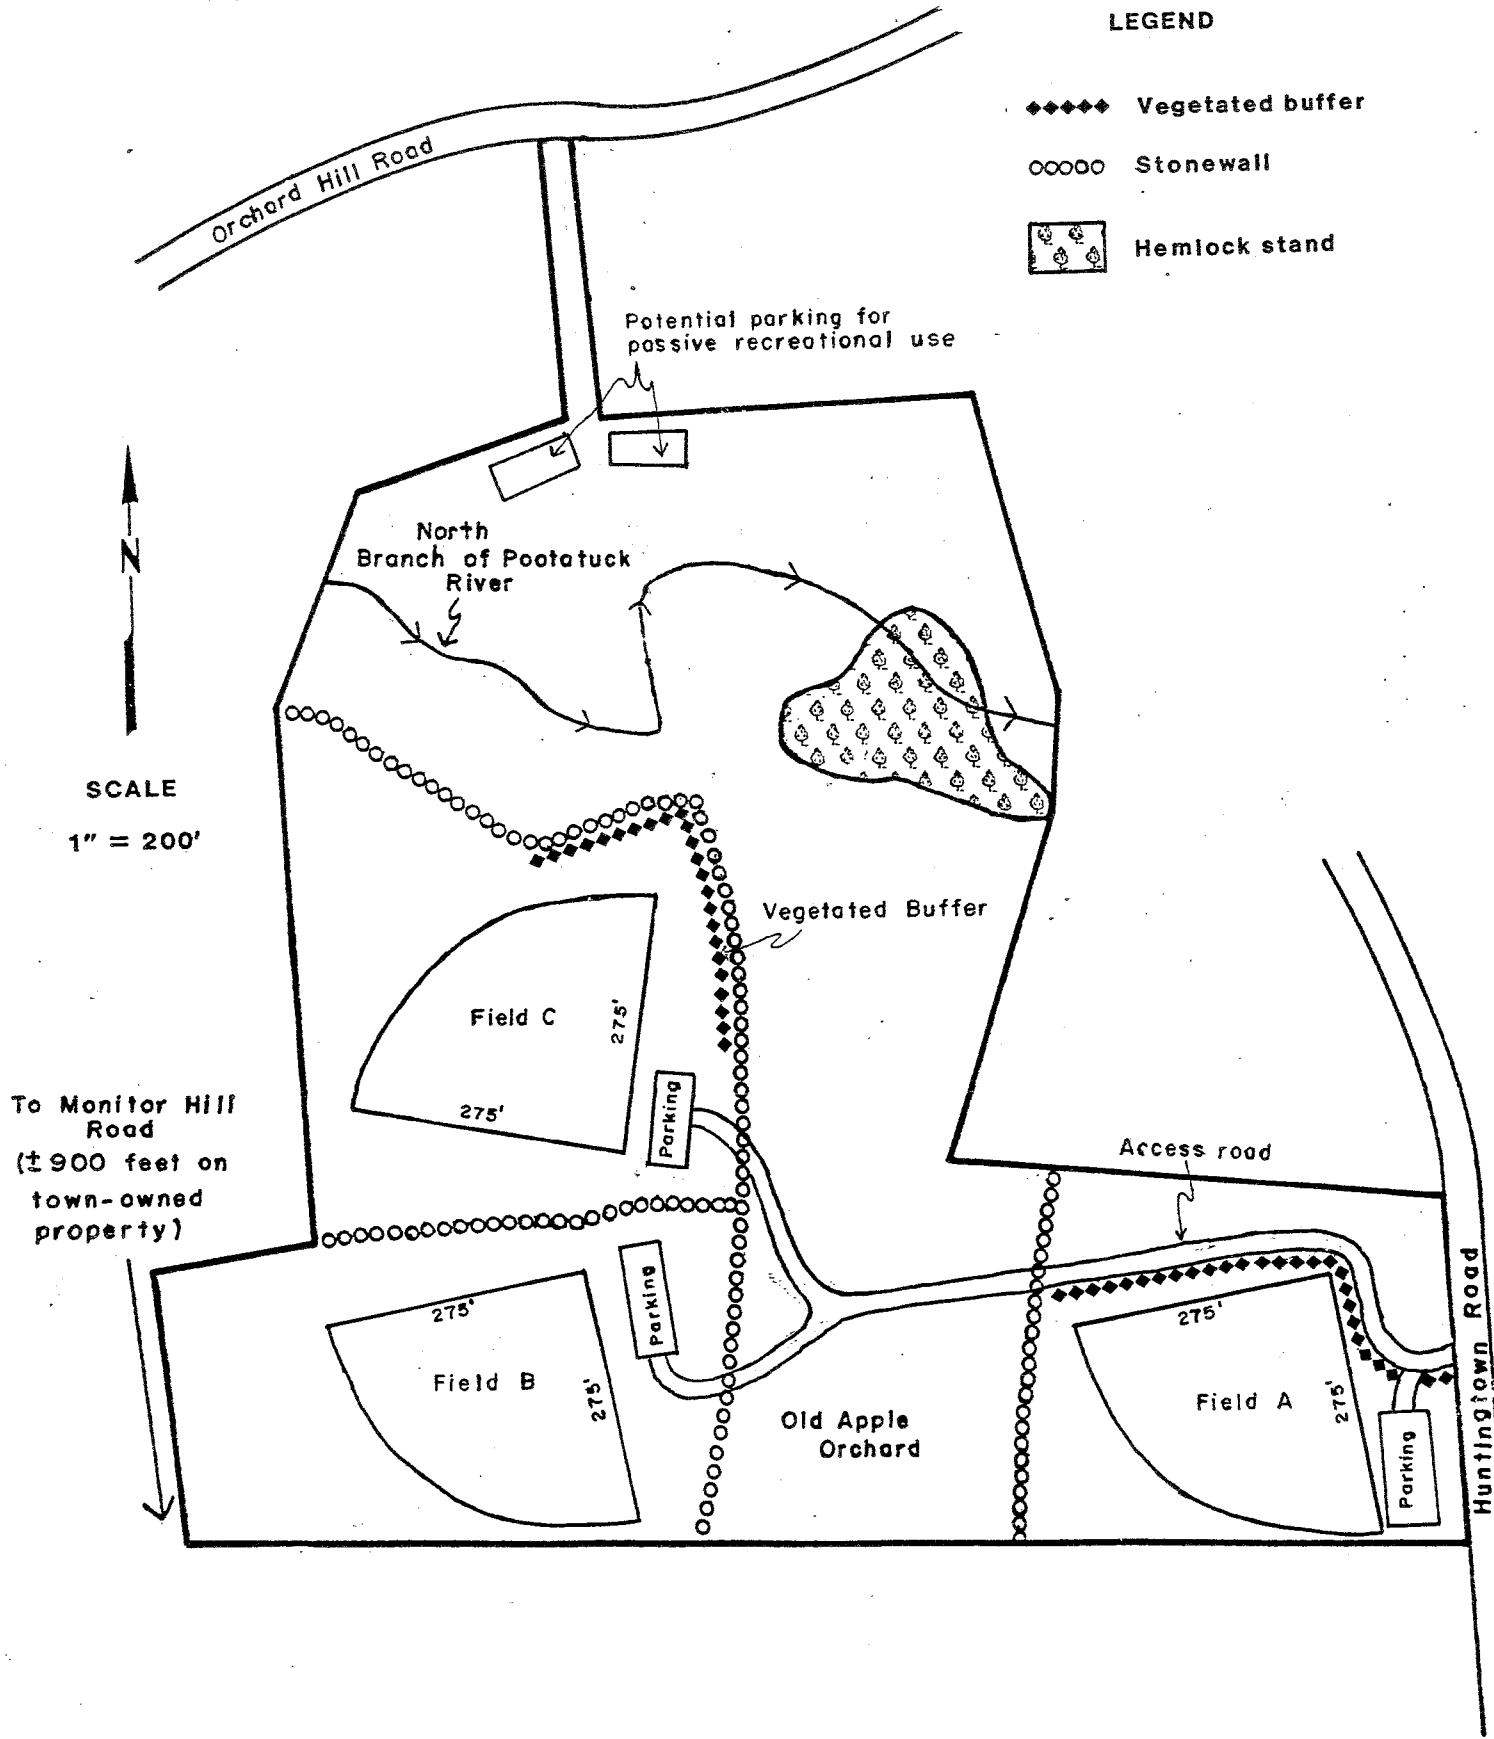 LEGEND
Vegetated buffer
Stonewall
Hemlock stand
Orchard Hill Road
Potential parking for
passive recreational use
N
North
Branch of Pootatuck
River
SCALE
1" = 200'
Vegetated Buffer
Field C
275'
275'
Parking
To Monitor Hill
Road
(±900 feet on
town-owned
property)
Access road
275'
Parking
Field B
275'
Old Apple
Orchard
275'
Field A
275'
Parking
Huntingtown Road